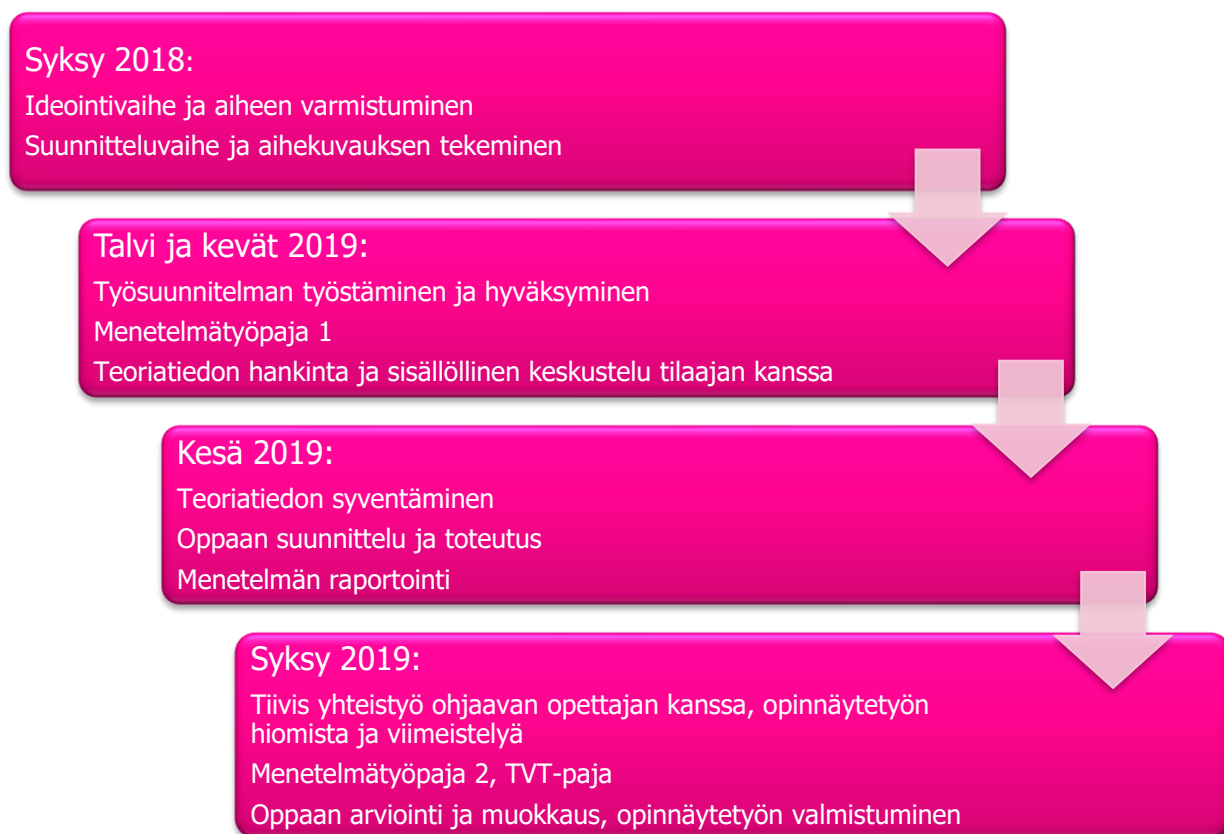 Syksy 2018:
Ideointivaihe ja aiheen varmistuminen
Suunnitteluvaihe ja aihekuvauksen tekeminen
Talvi ja kevät 2019:
Työsuunnitelman työstäminen ja hyväksyminen
Menetelmätyöpaja 1
Teoriatiedon hankinta ja sisällöllinen keskustelu tilaajan kanssa
Kesä 2019:
Teoriatiedon syventäminen
Oppaan suunnittelu ja toteutus
Menetelmän raportointi
Syksy 2019:
Tiivis yhteistyö ohjaavan opettajan kanssa, opinnäytetyön
hiomista ja viimeistelyä
Menetelmätyöpaja 2, TVT-paja
Oppaan arviointi ja muokkaus, opinnäytetyön valmistuminen